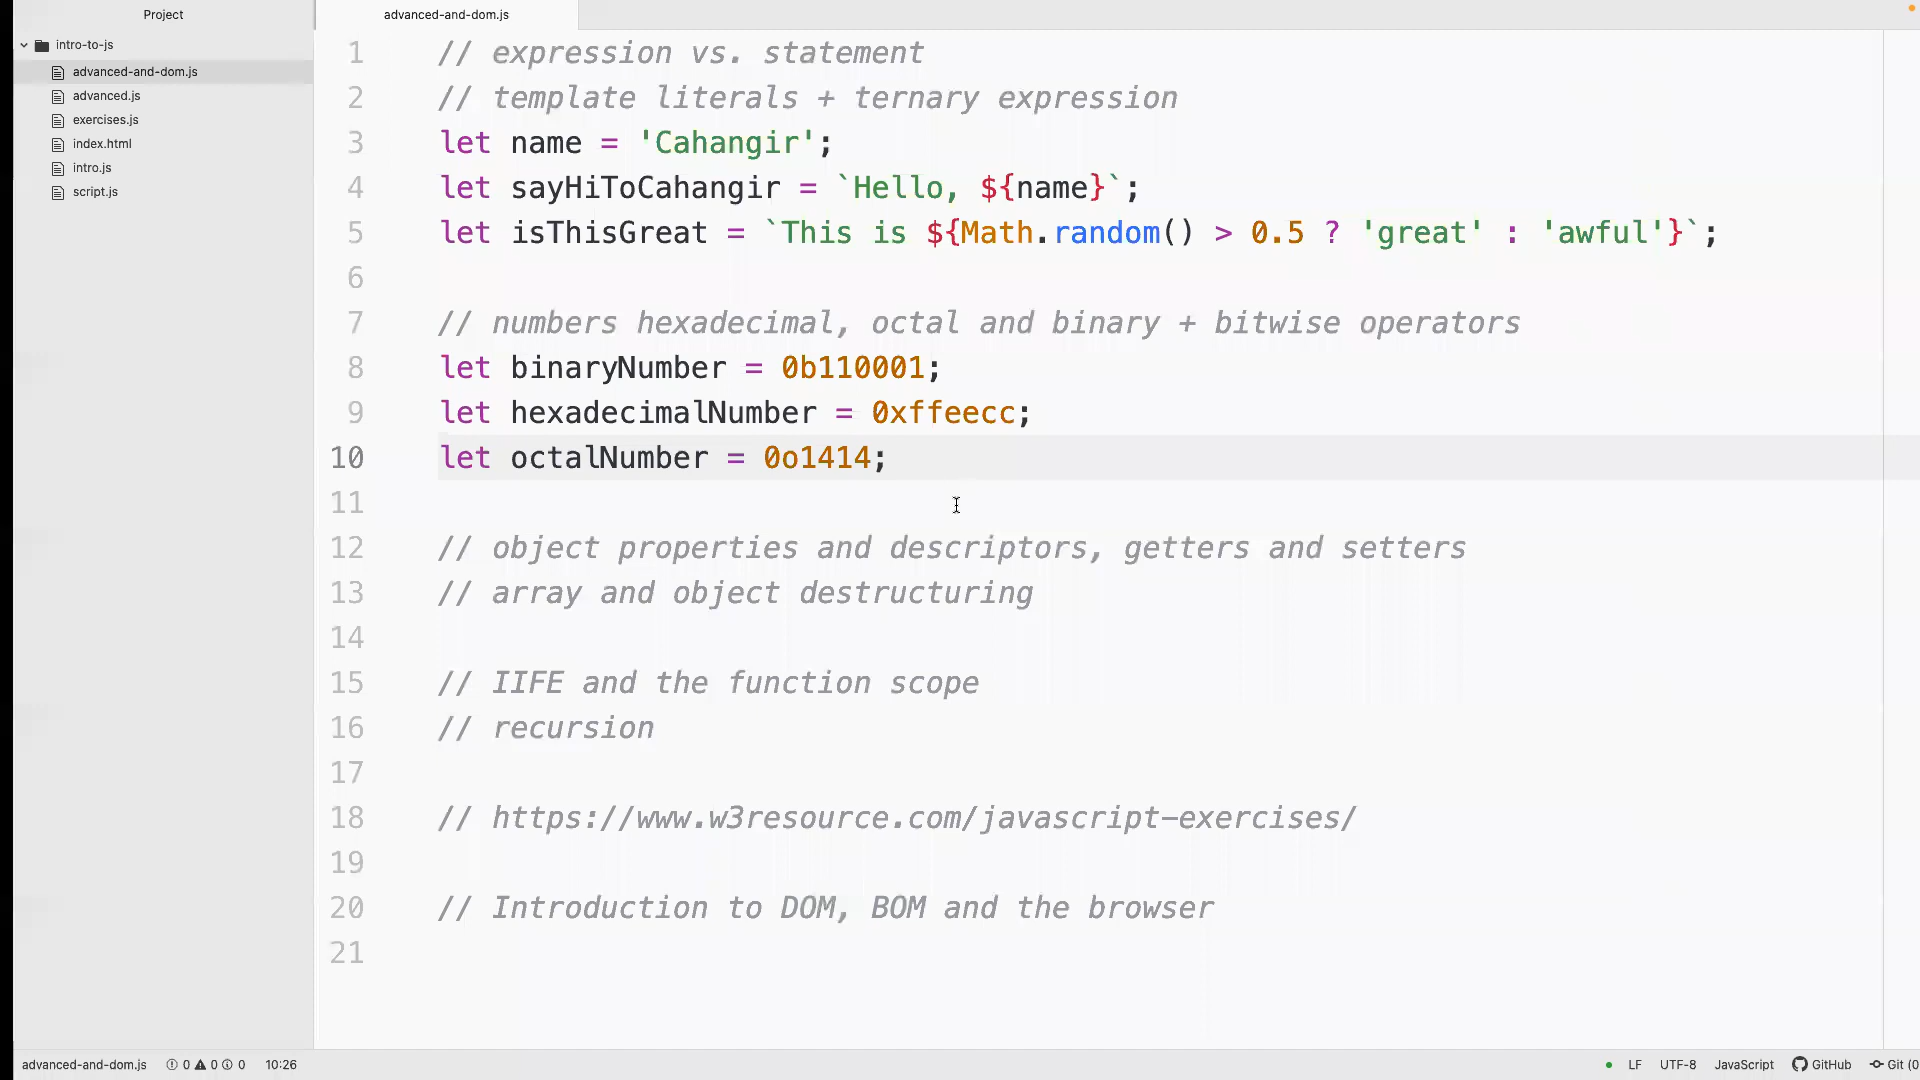 Project
advanced-and-dom.js
intro-to-js
advanced-and-dom.js
advanced.js
exercises.js
index.html
intro.js
script.js
1 // expression vs. statement
2 // template literals + ternary expression
3 let name = 'Cahangir';
4 let sayHiToCahangir = `Hello, ${name}`;
5 let isThisGreat = `This is ${Math.random() > 0.5 ? 'great' : 'awful'}`;
6
7 // numbers hexadecimal, octal and binary + bitwise operators
8 let binaryNumber = 0b110001;
9 let hexadecimalNumber = 0xffeecc;
10 let octalNumber = 0o1414;
11
12 // object properties and descriptors, getters and setters
13 // array and object destructuring
14
15 // IIFE and the function scope
16 // recursion
17
18 // https://www.w3resource.com/javascript-exercises/
19
20 // Introduction to DOM, BOM and the browser
21
advanced-and-dom.js 0 0 0 10:26 LF UTF-8 JavaScript GitHub Git (0